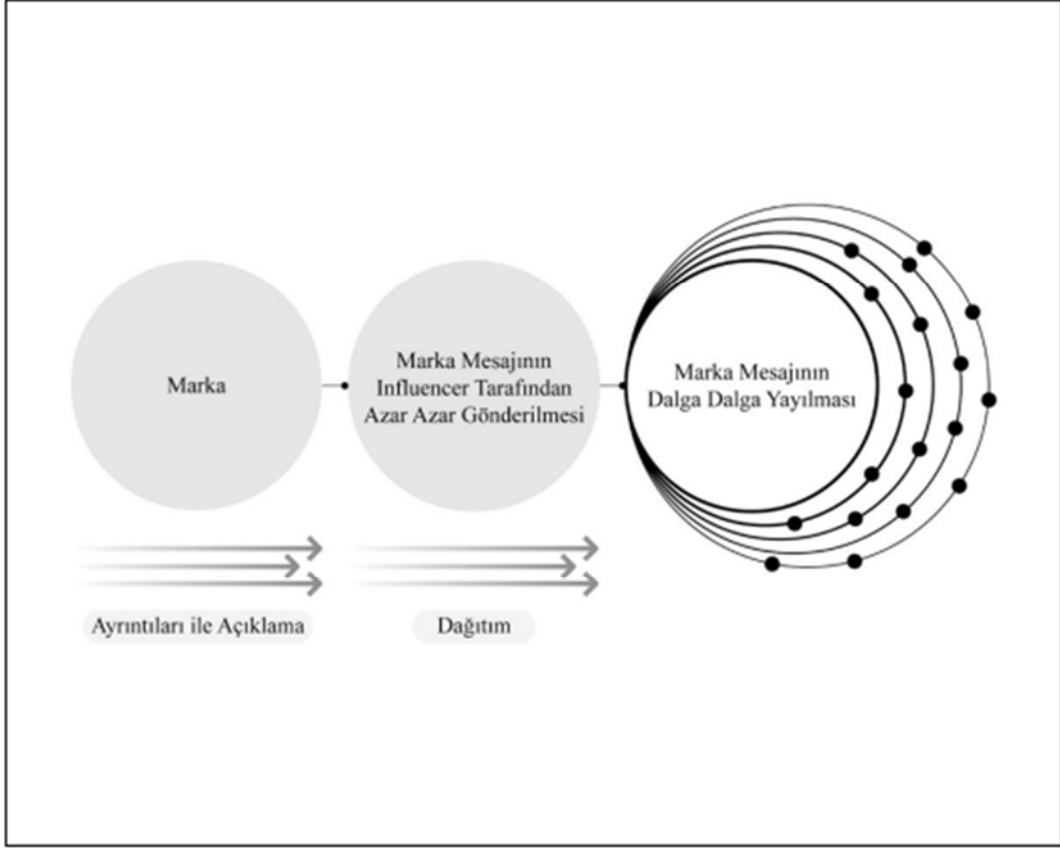 Marka
Marka Mesajının
Influencer Tarafından
Azar Azar Gönderilmesi
Marka Mesajının
Dalga Dalga Yayılması
Ayrıntıları ile Açıklama
Dağıtım